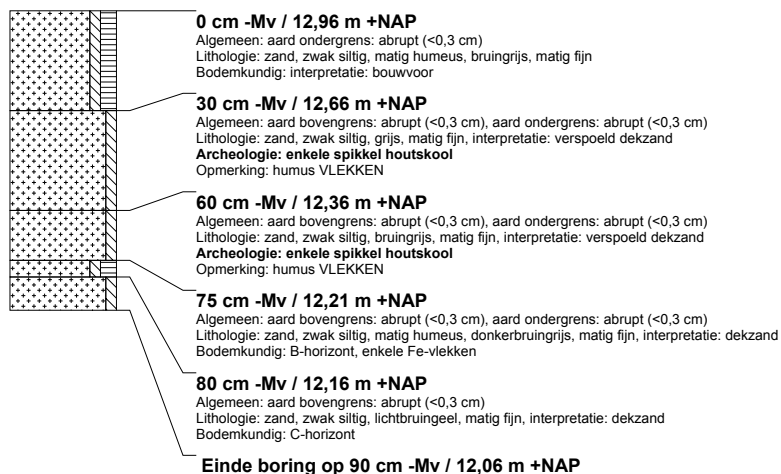 0 cm -Mv / 12,96 m +NAP
Algemeen: aard ondergrens: abrupt (<0,3 cm)
Lithologie: zand, zwak siltig, matig humeus, bruingrijs, matig fijn
Bodemkundig: interpretatie: bouwvoor
30 cm -Mv / 12,66 m +NAP
Algemeen: aard bovengrens: abrupt (<0,3 cm), aard ondergrens: abrupt (<0,3 cm)
Lithologie: zand, zwak siltig, grijs, matig fijn, interpretatie: verspoeld dekzand
Archeologie: enkele spikkel houtskool
Opmerking: humus VLEKKEN
60 cm -Mv / 12,36 m +NAP
Algemeen: aard bovengrens: abrupt (<0,3 cm), aard ondergrens: abrupt (<0,3 cm)
Lithologie: zand, zwak siltig, bruingrijs, matig fijn, interpretatie: verspoeld dekzand
Archeologie: enkele spikkel houtskool
Opmerking: humus VLEKKEN
75 cm -Mv / 12,21 m +NAP
Algemeen: aard bovengrens: abrupt (<0,3 cm), aard ondergrens: abrupt (<0,3 cm)
Lithologie: zand, zwak siltig, matig humeus, donkerbruingrijs, matig fijn, interpretatie: dekzand
Bodemkundig: B-horizont, enkele Fe-vlekken
80 cm -Mv / 12,16 m +NAP
Algemeen: aard bovengrens: abrupt (<0,3 cm)
Lithologie: zand, zwak siltig, lichtbruingeel, matig fijn, interpretatie: dekzand
Bodemkundig: C-horizont
Einde boring op 90 cm -Mv / 12,06 m +NAP